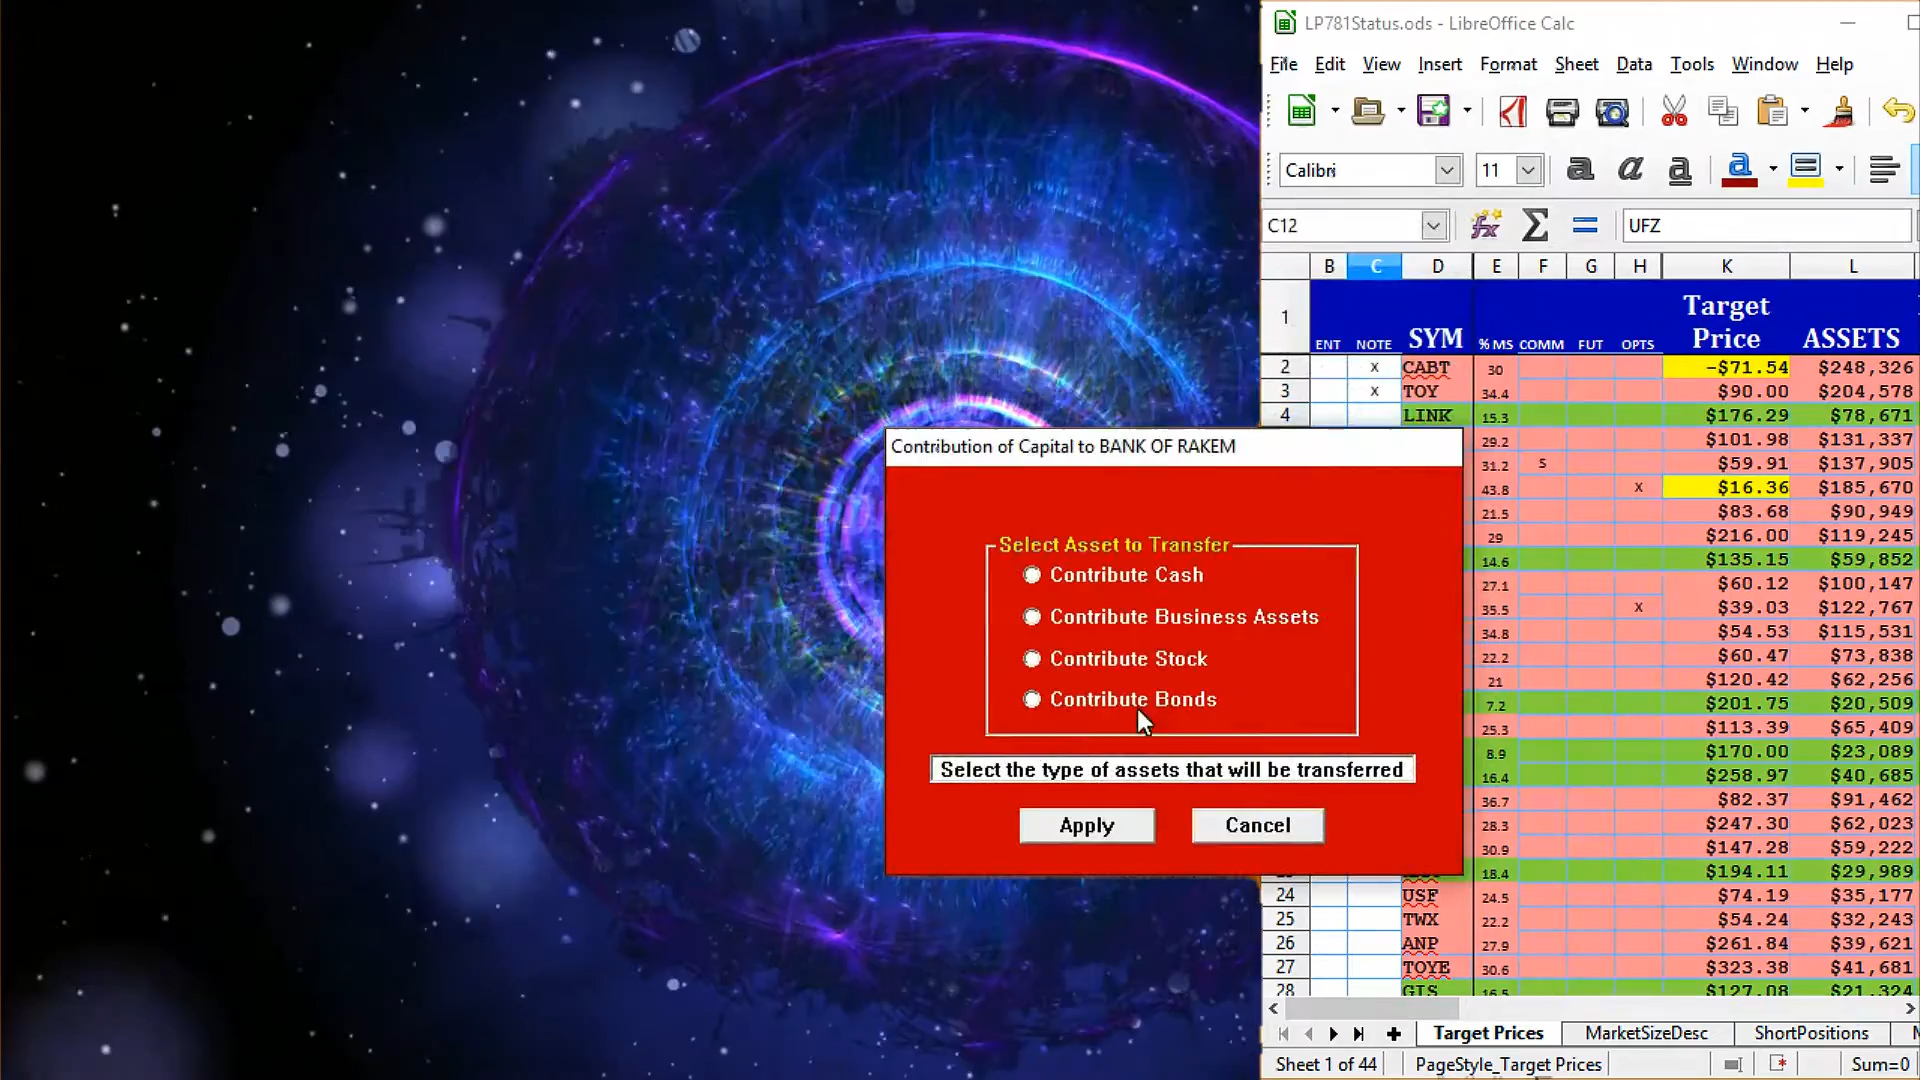 LP781Status.ods - LibreOffice Calc
File Edit View Insert Format Sheet Data Tools Window Help
Calibri 11 a a a a
C12 UFZ
B C D E F G H K L
1 ENT NOTE SYM % MS COMM FUT OPTS Target Price ASSETS
2 x CABT 30 -$71.54 $248,326
3 x TOY 34.4 $90.00 $204,578
4 LINK 15.3 $176.29 $78,671
29.2 $101.98 $131,337
31.2 s $59.91 $137,905
43.8 x $16.36 $185,670
21.5 $83.68 $90,949
29 $216.00 $119,245
14.6 $135.15 $59,852
27.1 $60.12 $100,147
35.5 x $39.03 $122,767
34.8 $54.53 $115,531
22.2 $60.47 $73,838
21 $120.42 $62,256
7.2 $201.75 $20,509
25.3 $113.39 $65,409
8.9 $170.00 $23,089
16.4 $258.97 $40,685
36.7 $82.37 $91,462
28.3 $247.30 $62,023
30.9 $147.28 $59,222
18.4 $194.11 $29,989
24 USF 24.5 $74.19 $35,177
25 TWX 22.2 $54.24 $32,243
26 ANP 27.9 $261.84 $39,621
27 TOYE 30.6 $323.38 $41,681
28 GIS 16.5 $127.08 $21,324
Target Prices MarketSizeDesc ShortPositions
Sheet 1 of 44 PageStyle_Target Prices Sum=0
Contribution of Capital to BANK OF RAKEM
Select Asset to Transfer
Contribute Cash
Contribute Business Assets
Contribute Stock
Contribute Bonds
Select the type of assets that will be transferred
Apply Cancel